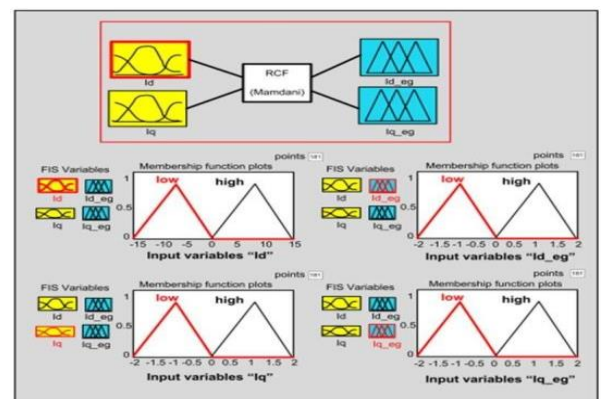 Id
Iq
RCF
(Mamdani)
Id_eg
Iq_eg
points 181
FIS Variables
Membership function plots
Id Id_eg
Iq Iq_eg
low high
1
0.5
0
-15 -10 -5 0 5 10 15
Input variables "Id"
points 181
FIS Variables
Membership function plots
Id Id_eg
Iq Iq_eg
low high
1
0.5
0
-2 -1.5 -1 -0.5 0 0.5 1 1.5 2
Input variables "Id_eg"
points 181
FIS Variables
Membership function plots
Id Id_eg
Iq Iq_eg
low high
1
0.5
0
-2 -1.5 -1 -0.5 0 0.5 1 1.5 2
Input variables "Iq"
points 181
FIS Variables
Membership function plots
Id Id_eg
Iq Iq_eg
low high
1
0.5
0
-2 -1.5 -1 -0.5 0 0.5 1 1.5 2
Input variables "Iq_eg"